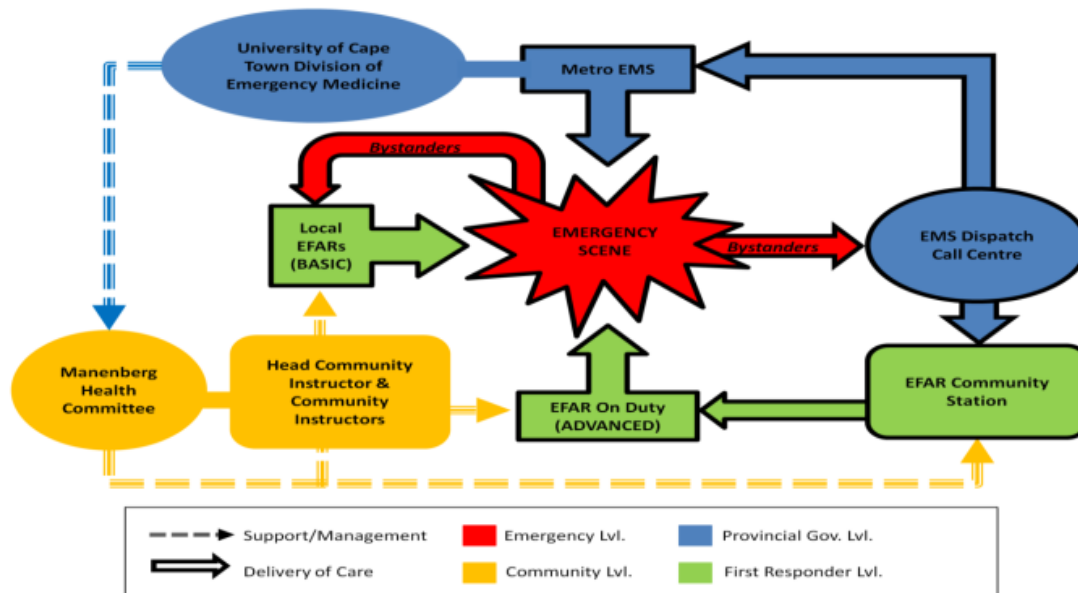 University of Cape
Town Division of
Emergency Medicine
Metro EMS
Bystanders
Local
EFARs
(BASIC)
EMERGENCY
SCENE
Bystanders
EMS Dispatch
Call Centre
Manenberg
Health
Committee
Head Community
Instructor &
Community
Instructors
EFAR On Duty
(ADVANCED)
EFAR Community
Station
Support/Management
Emergency Lvl.
Provincial Gov. Lvl.
Delivery of Care
Community Lvl.
First Responder Lvl.